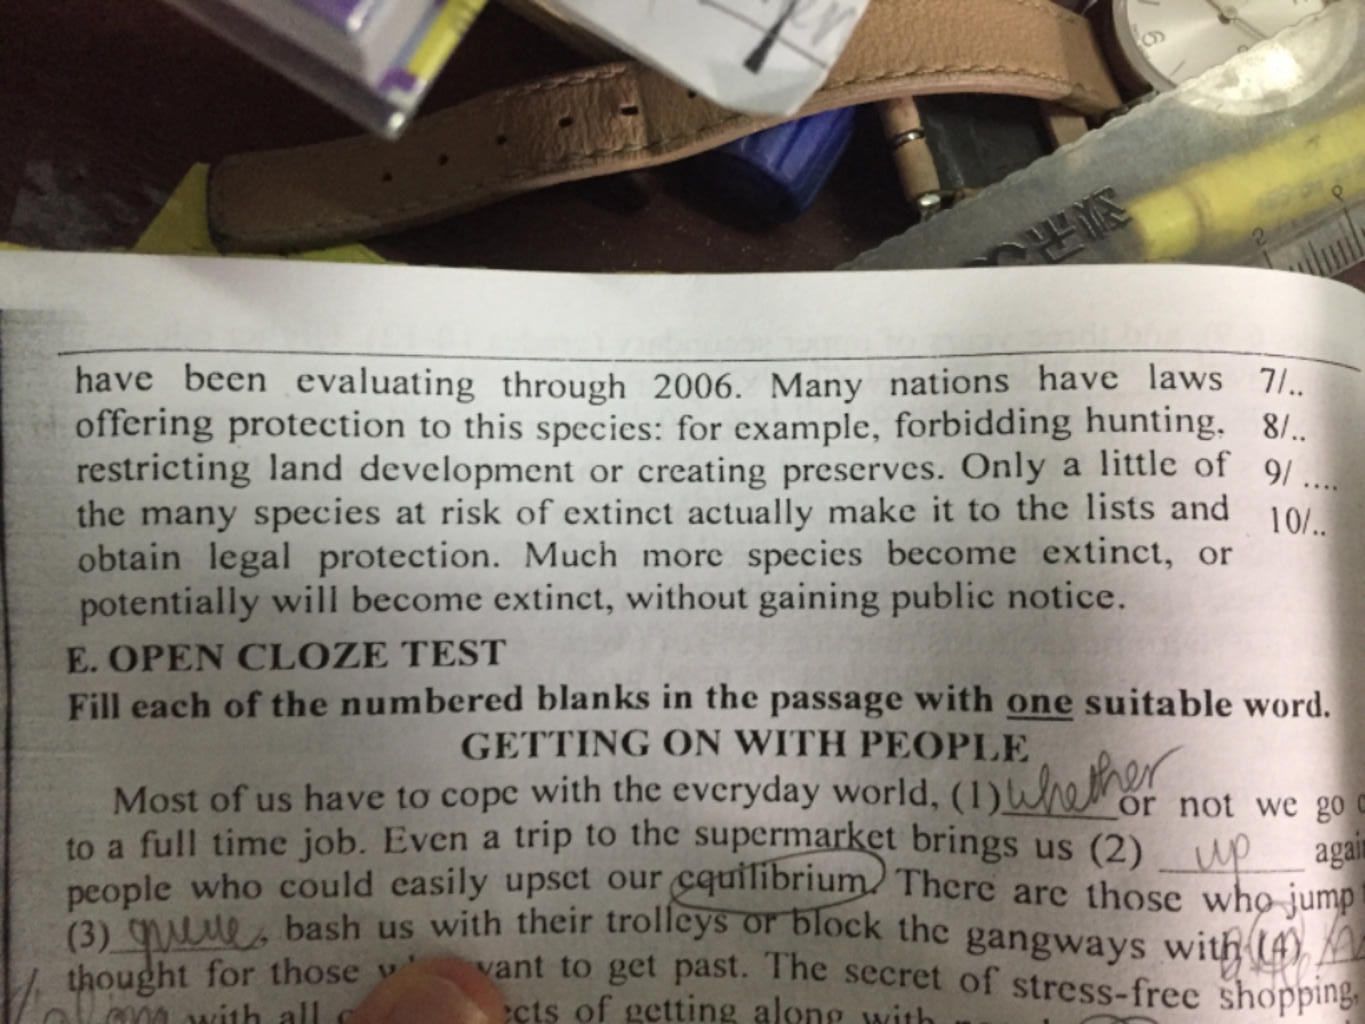 have been evaluating through 2006. Many nations have laws 7/..
offering protection to this species: for example, forbidding hunting, 8/..
restricting land development or creating preserves. Only a little of 9/ ....
the many species at risk of extinct actually make it to the lists and 10/..
obtain legal protection. Much more species become extinct, or
potentially will become extinct, without gaining public notice.
E. OPEN CLOZE TEST
Fill each of the numbered blanks in the passage with one suitable word.
GETTING ON WITH PEOPLE
Most of us have to cope with the everyday world, (1) whether or not we go
to a full time job. Even a trip to the supermarket brings us (2) up
people who could easily upset our equilibrium. There are those who jump
(3) queue, bash us with their trolleys or block the gangways with (4)
thought for those want to get past. The secret of stress-free shopping,
along with all of getting along with